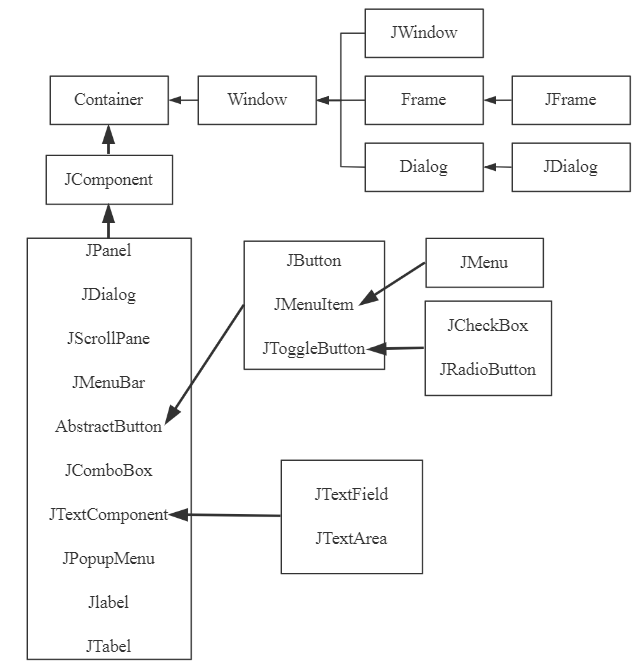 JWindow
Container
Window
Frame
JFrame
Dialog
JDialog
JComponent
JPanel
JDialog
JScrollPane
JMenuBar
AbstractButton
JComboBox
JTextComponent
JPopupMenu
Jlabel
JTabel
JButton
JMenuItem
JToggleButton
JMenu
JCheckBox
JRadioButton
JTextField
JTextArea